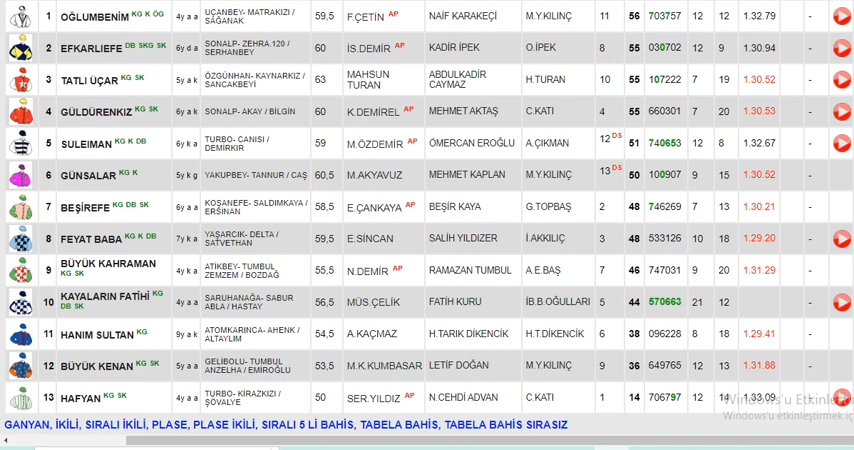 1 OĞLUMBENİM KG K ÖG 4y a a UÇANBEY- MATRAKIZI / SAĞANAK 59,5 F.ÇETİN AP NAİF KARAKEÇİ M.Y.KILINÇ 11 56 703757 12 12 1.32.79 -
2 EFKARLIEFE DB SKG SK 6y d a SONALP- ZEHRA.120 / SERHANBEY 60 İS.DEMİR AP KADİR İPEK O.İPEK 8 55 030702 12 9 1.30.94 -
3 TATLI ÜÇAR KG SK 5y a k ÖZGÜNHAN- KAYNARKIZ / SANCAKBEYİ 63 MAHSUN TURAN ABDULKADİR CAYMAZ H.TURAN 10 55 107222 7 19 1.30.52 -
4 GÜLDÜRENKIZ KG SK 6y a k SONALP- AKAY / BİLGİN 60 K.DEMİREL AP MEHMET AKTAŞ C.KATI 4 55 660301 7 20 1.30.53 -
5 SULEIMAN KG K DB 6y k a TURBO- CANISI / DEMİRKIR 59 M.ÖZDEMİR AP ÖMERCAN EROĞLU A.ÇIKMAN 12 DS 51 740653 12 8 1.32.67 -
6 GÜNSALAR KG K 5y k g YAKUPBEY- TANNUR / CAŞ 60,5 M.AKYAVUZ MEHMET KAPLAN M.Y.KILINÇ 13 DS 50 100907 9 15 1.30.52 -
7 BEŞİREFE KG DB SK 6y a a KOŞANEFE- SALDIMKAYA / ERŞINAN 58,5 E.ÇANKAYA AP BEŞİR KAYA G.TOPBAŞ 2 48 746269 7 13 1.30.21 -
8 FEYAT BABA KG K DB 7y k a YAŞARCIK- DELTA / SATVETHAN 59,5 E.SİNCAN SALİH YILDIZER İ.AKKILIÇ 3 48 533126 10 18 1.29.20 -
9 BÜYÜK KAHRAMAN KG SK 4y k a ATİKBEY- TUMBUL ZEMZEM / BOZDAĞ 55,5 N.DEMİR AP RAMAZAN TUMBUL A.E.BAŞ 7 46 747031 9 20 1.31.29 -
10 KAYALARIN FATİHİ KG DB SK 4y a a SARUHANAĞA- SABUR ABLA / HASTAY 56,5 MÜS.ÇELİK FATİH KURU İB.B.OĞULLARI 5 44 570663 21 12 -
11 HANIM SULTAN KG 9y a k ATOMKARINCA- AHENK / ALTAYLIM 54,5 A.KAÇMAZ H.TARIK DİKENCİK H.T.DİKENCİK 6 38 096228 8 18 1.29.41 -
12 BÜYÜK KENAN KG SK 5y a a GELİBOLU- TUMBUL ANZELHA / EMİROĞLU 53,5 M.K.KUMBASAR LETİF DOĞAN M.Y.KILINÇ 9 36 649765 12 13 1.31.88 -
13 HAFYAN KG SK 4y a a TURBO- KIRAZKIZI / ŞÖVALYE 50 SER.YILDIZ AP N.CEHDİ ADVAN C.KATI 1 14 706797 12 14 1.33.09 -
Windows'u Etkinleştir
Windows'u etkinleştirmek iç
GANYAN, İKİLİ, SIRALI İKİLİ, PLASE, PLASE İKİLİ, SIRALI 5 Lİ BAHİS, TABELA BAHİS, TABELA BAHİS SIRASIZ